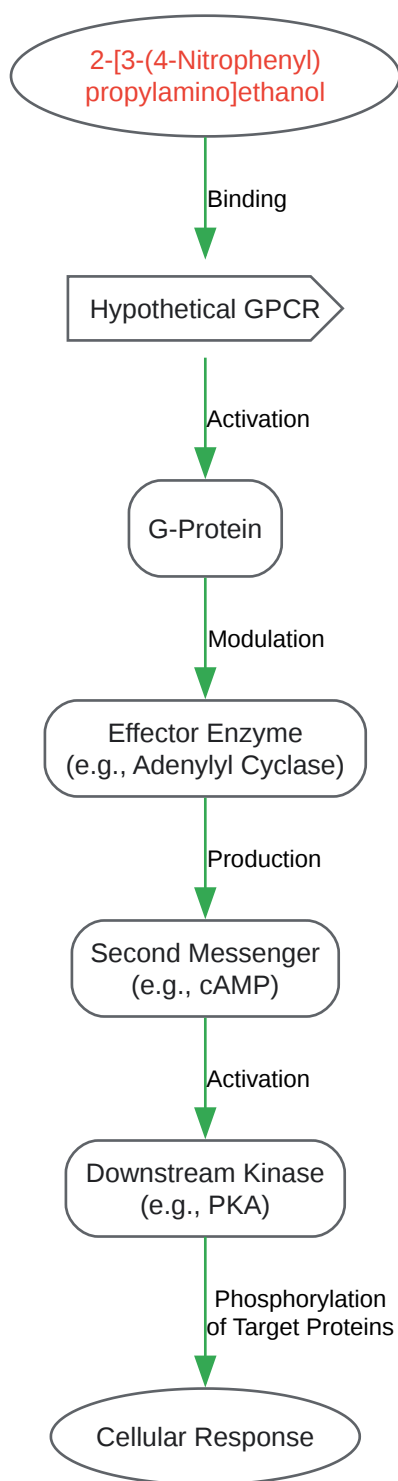 2-[3-(4-Nitrophenyl)
propylamino]ethanol
Binding
Hypothetical GPCR
Activation
G-Protein
Modulation
Effector Enzyme
(e.g., Adenylyl Cyclase)
Production
Second Messenger
(e.g., cAMP)
Activation
Downstream Kinase
(e.g., PKA)
Phosphorylation
of Target Proteins
Cellular Response